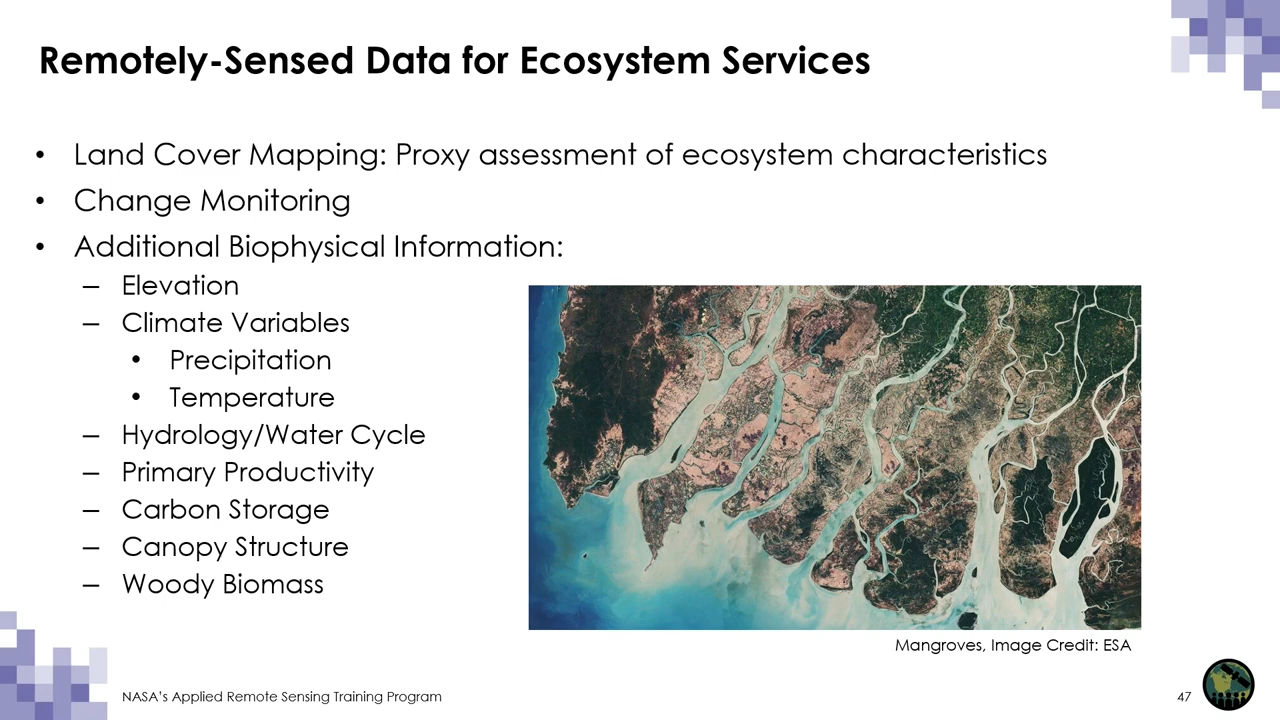 Remotely-Sensed Data for Ecosystem Services
• Land Cover Mapping: Proxy assessment of ecosystem characteristics
• Change Monitoring
• Additional Biophysical Information:
– Elevation
– Climate Variables
• Precipitation
• Temperature
– Hydrology/Water Cycle
– Primary Productivity
– Carbon Storage
– Canopy Structure
– Woody Biomass
Mangroves, Image Credit: ESA
NASA's Applied Remote Sensing Training Program
47